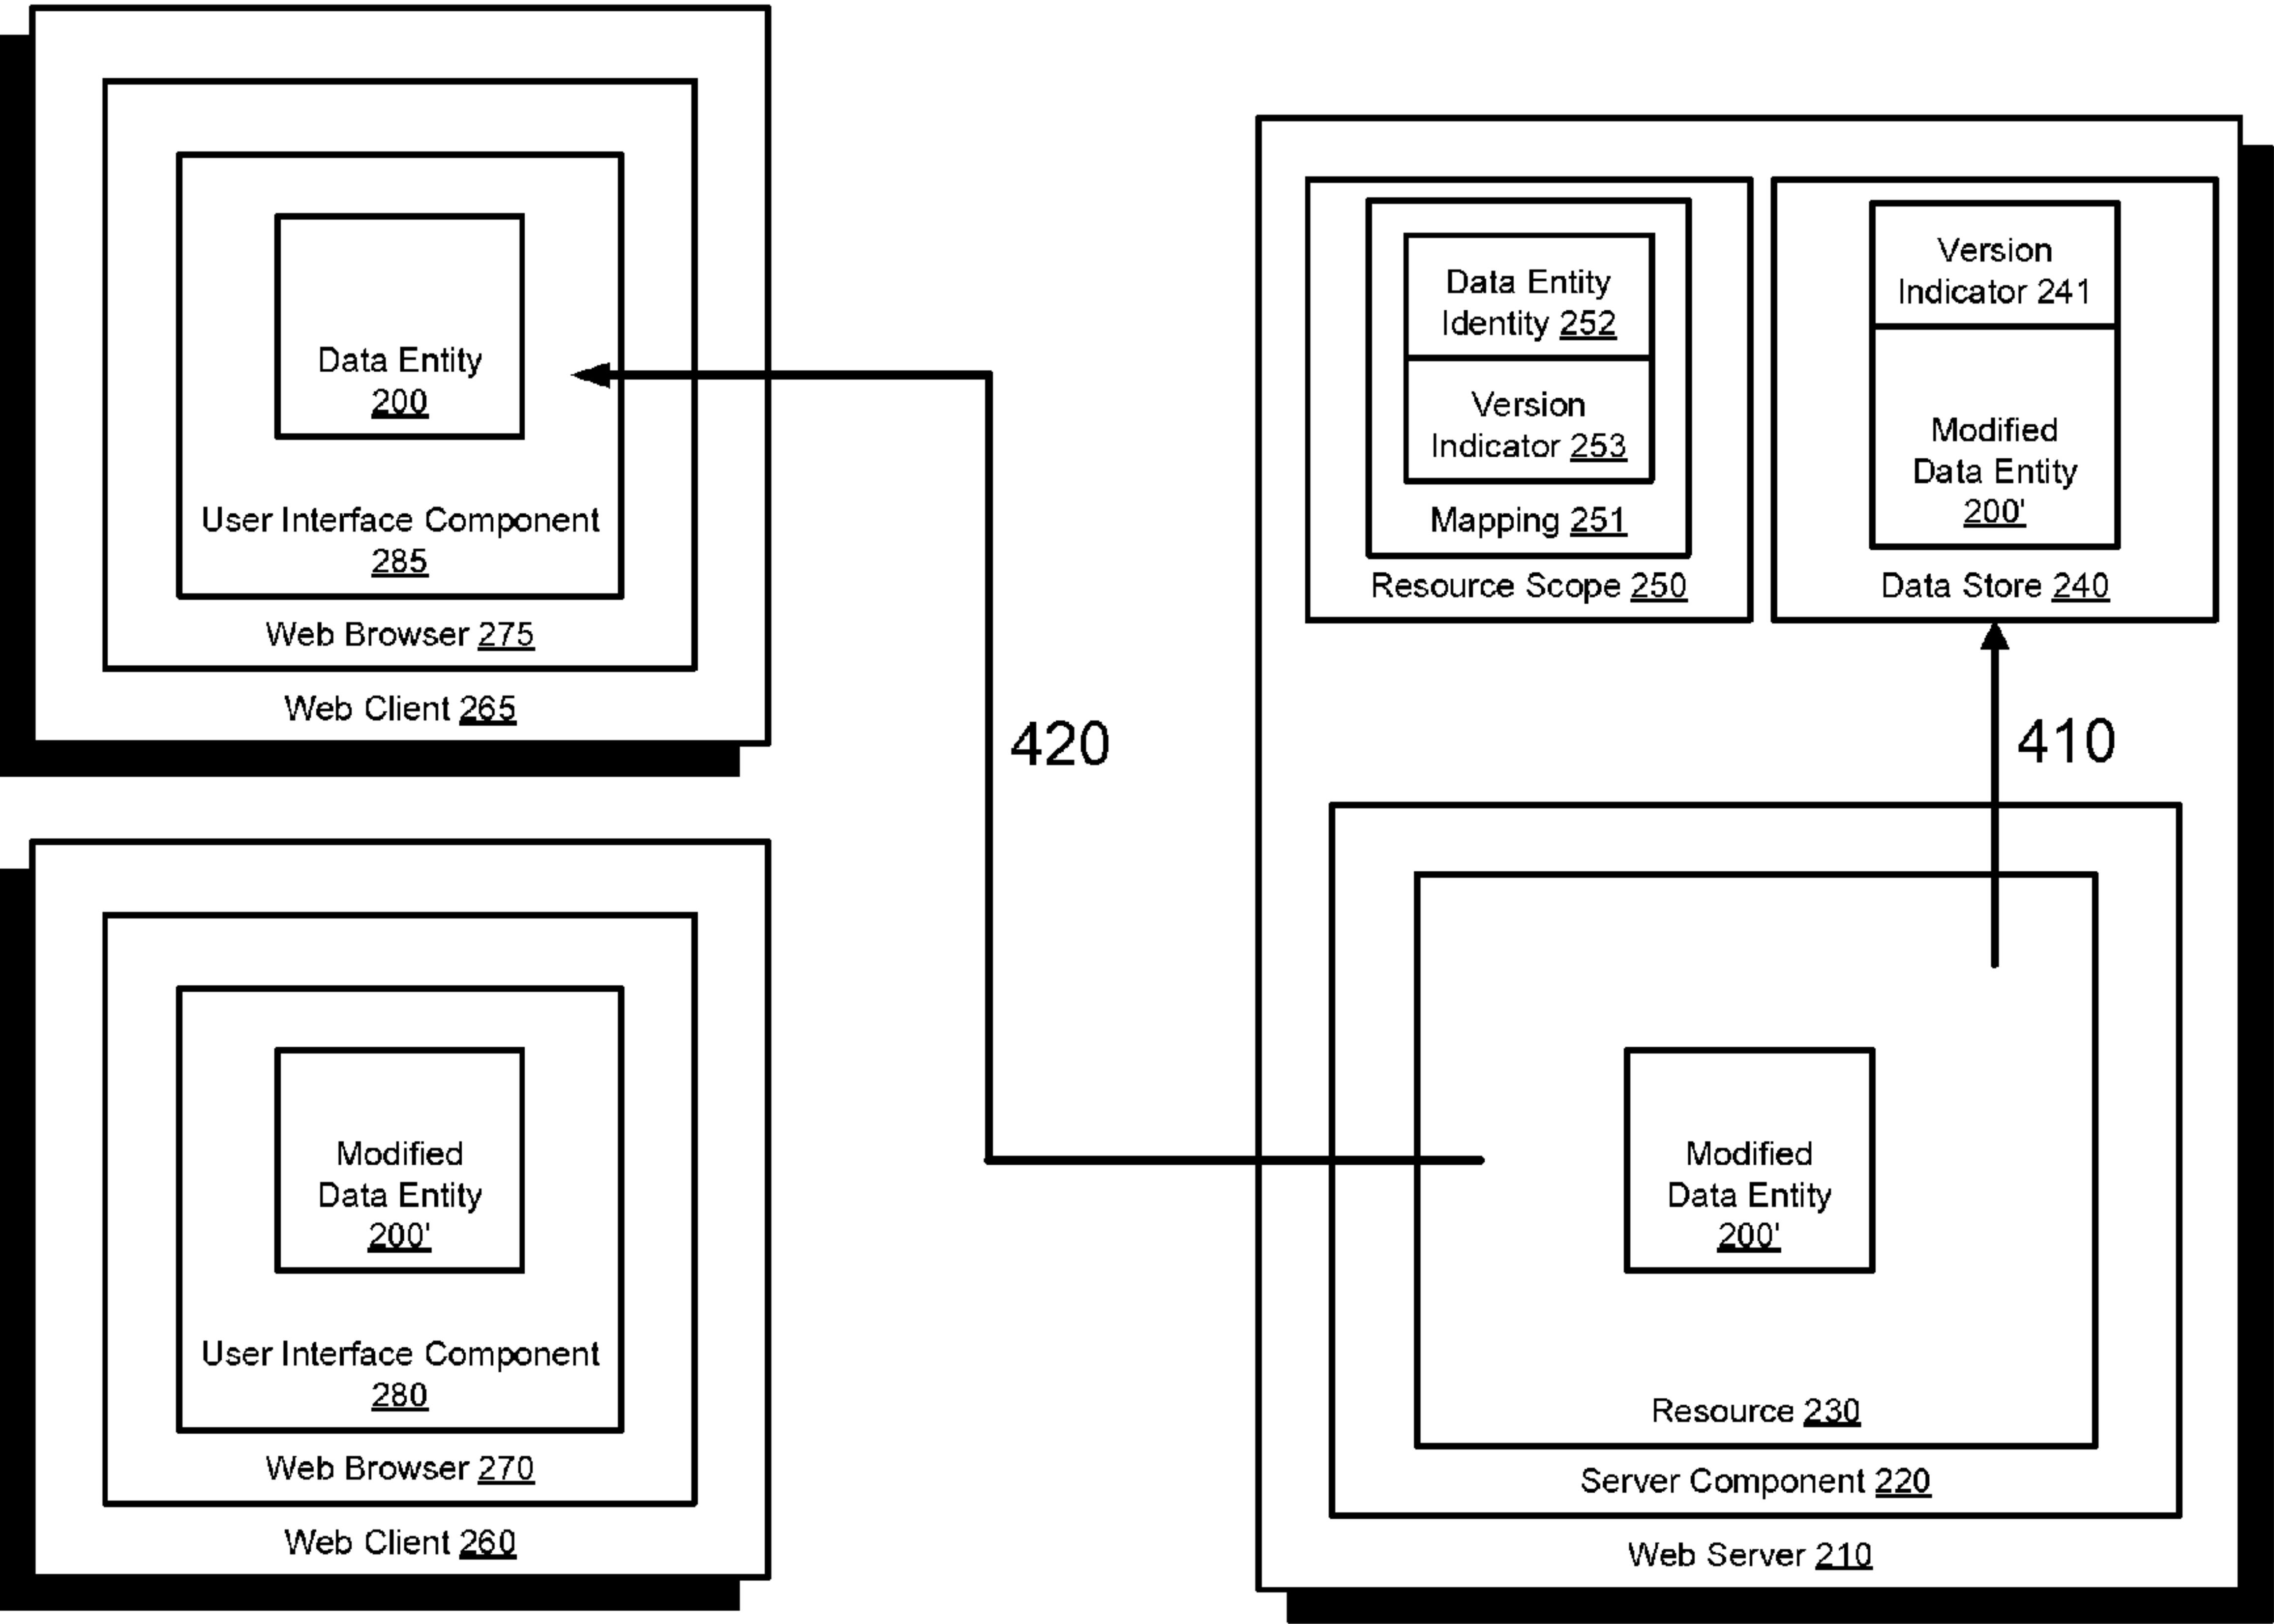 Data Entity
200
User Interface Component
285
Web Browser 275
Web Client 265
Modified
Data Entity
200'
User Interface Component
280
Web Browser 270
Web Client 260
420
Data Entity
Identity 252
Version
Indicator 253
Mapping 251
Resource Scope 250
Version
Indicator 241
Modified
Data Entity
200'
Data Store 240
410
Modified
Data Entity
200'
Resource 230
Server Component 220
Web Server 210